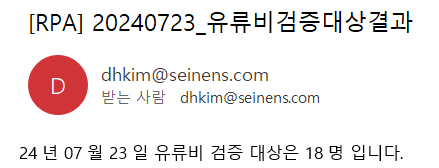 [RPA] 20240723_유류비검증대상결과
D
dhkim@seinens.com
받는 사람 dhkim@seinens.com
24 년 07 월 23 일 유류비 검증 대상은 18 명 입니다.